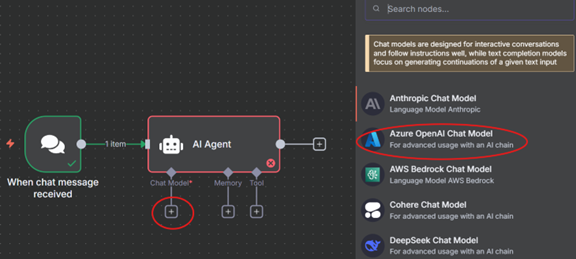 Search nodes...
Chat models are designed for interactive conversations
and follow instructions well, while text completion models
focus on generating continuations of a given text input
Anthropic Chat Model
Language Model Anthropic
Azure OpenAI Chat Model
For advanced usage with an AI chain
AWS Bedrock Chat Model
Language Model AWS Bedrock
Cohere Chat Model
For advanced usage with an AI chain
DeepSeek Chat Model
For advanced usage with an AI chain
1 item
AI Agent
Chat Model*
Memory
Tool
When chat message
received